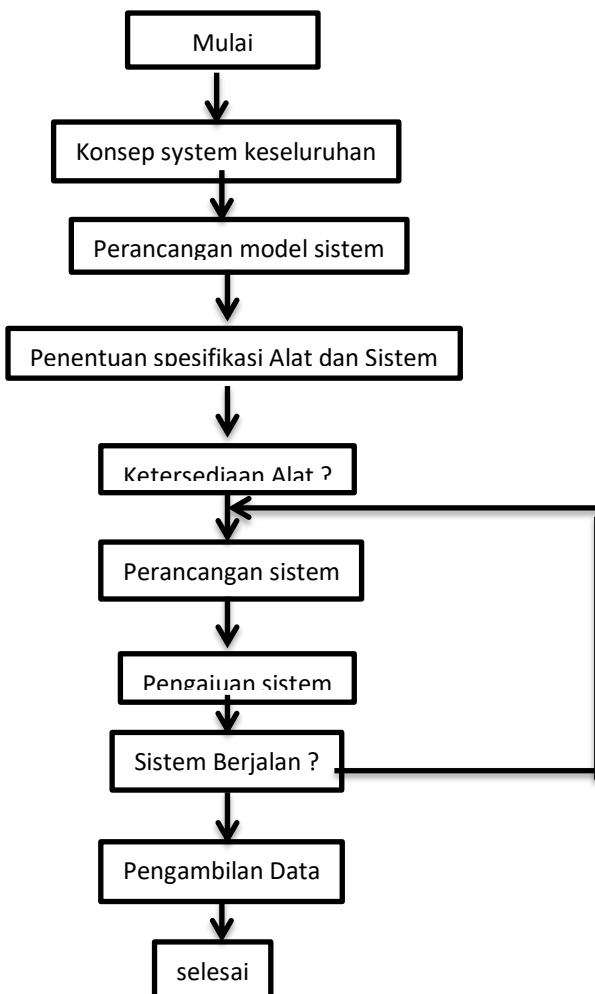 Mulai
Konsep system keseluruhan
Perancangan model sistem
Penentuan spesifikasi Alat dan Sistem
Ketersediaan Alat ?
Perancangan sistem
Pengajuan sistem
Sistem Berjalan ?
Pengambilan Data
selesai